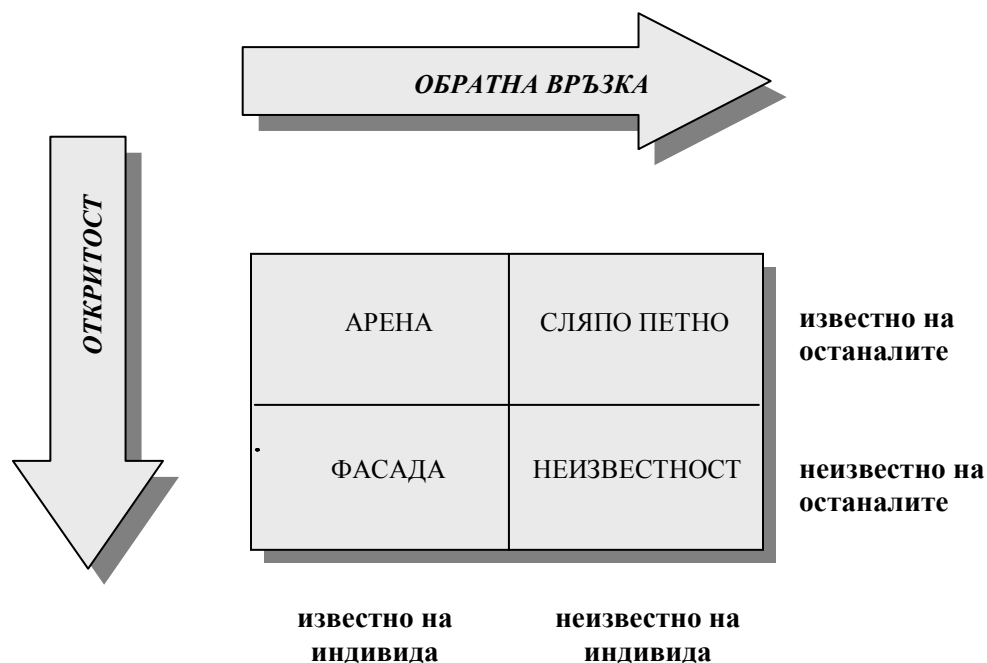 ОБРАТНА ВРЪЗКА
ОТКРИТОСТ
АРЕНА
СЛЯПО ПЕТНО
известно на
останалите
ФАСАДА
НЕИЗВЕСТНОСТ
неизвестно на
останалите
известно на
индивида
неизвестно на
индивида